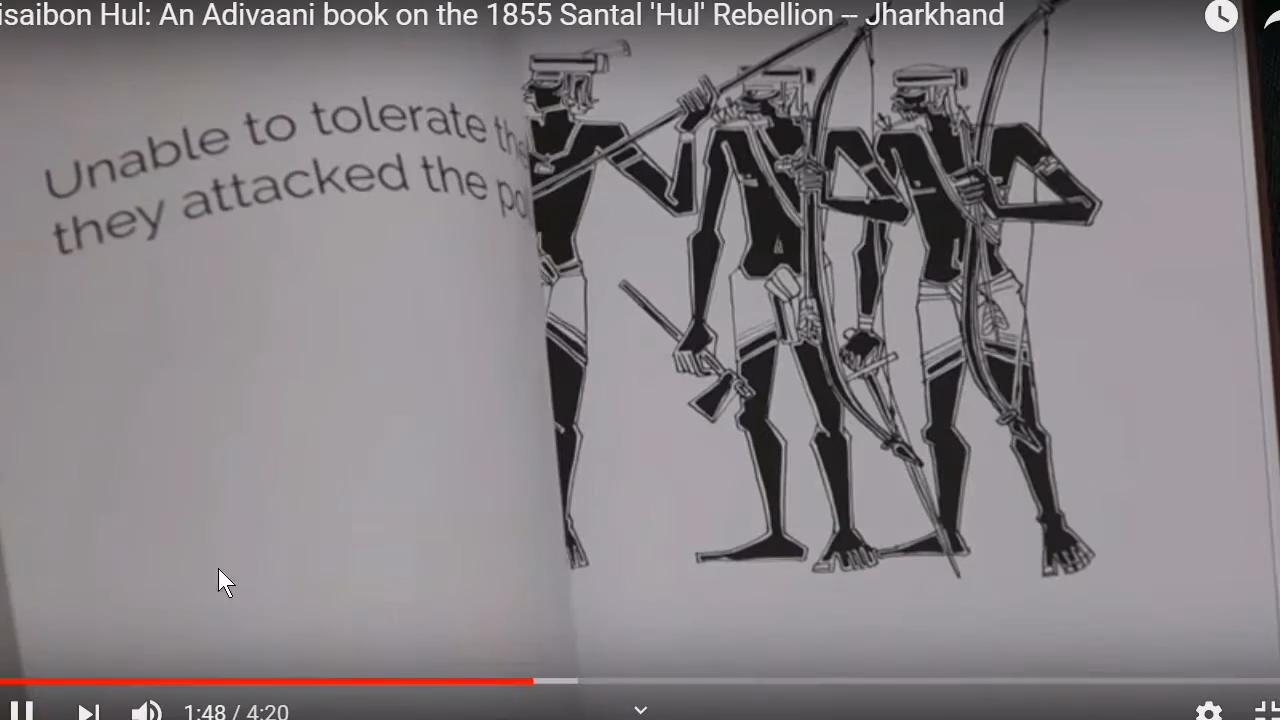 isaibon Hul: An Adivaani book on the 1855 Santal 'Hul' Rebellion – Jharkhand
Unable to tolerate
they attacked the
1:48 / 4:20